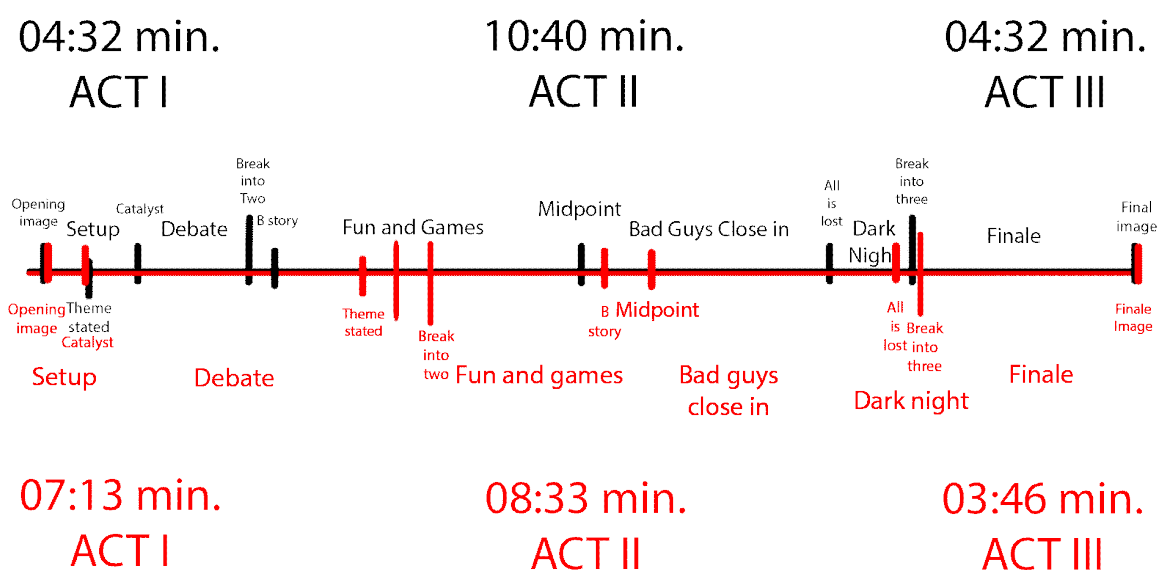 04:32 min.
ACT I
10:40 min.
ACT II
04:32 min.
ACT III
Opening
image
Setup
Catalyst
Debate
Break
into
Two
B story
Fun and Games
Midpoint
Bad Guys Close in
All
is
lost
Dark
Nigh
Break
into
three
Finale
Final
image
Opening
image
Theme
stated
Catalyst
Setup
Debate
Theme
stated
Break
into
two
Fun and games
B
story
Midpoint
Bad guys
close in
All
is
lost
Break
into
three
Dark night
Finale
Finale
Image
07:13 min.
ACT I
08:33 min.
ACT II
03:46 min.
ACT III